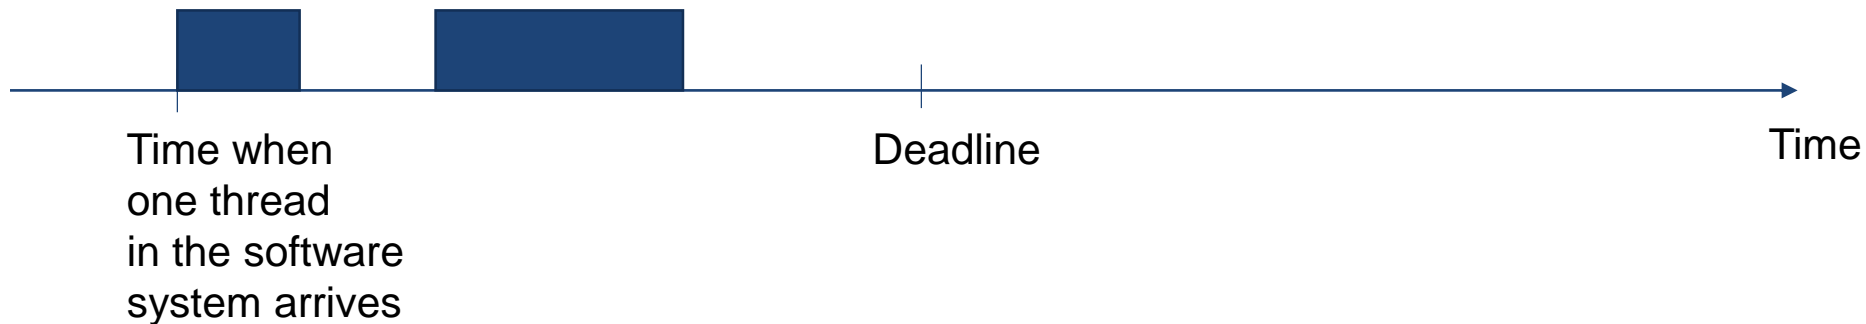 Time when
one thread
in the software
system arrives
Deadline
Time